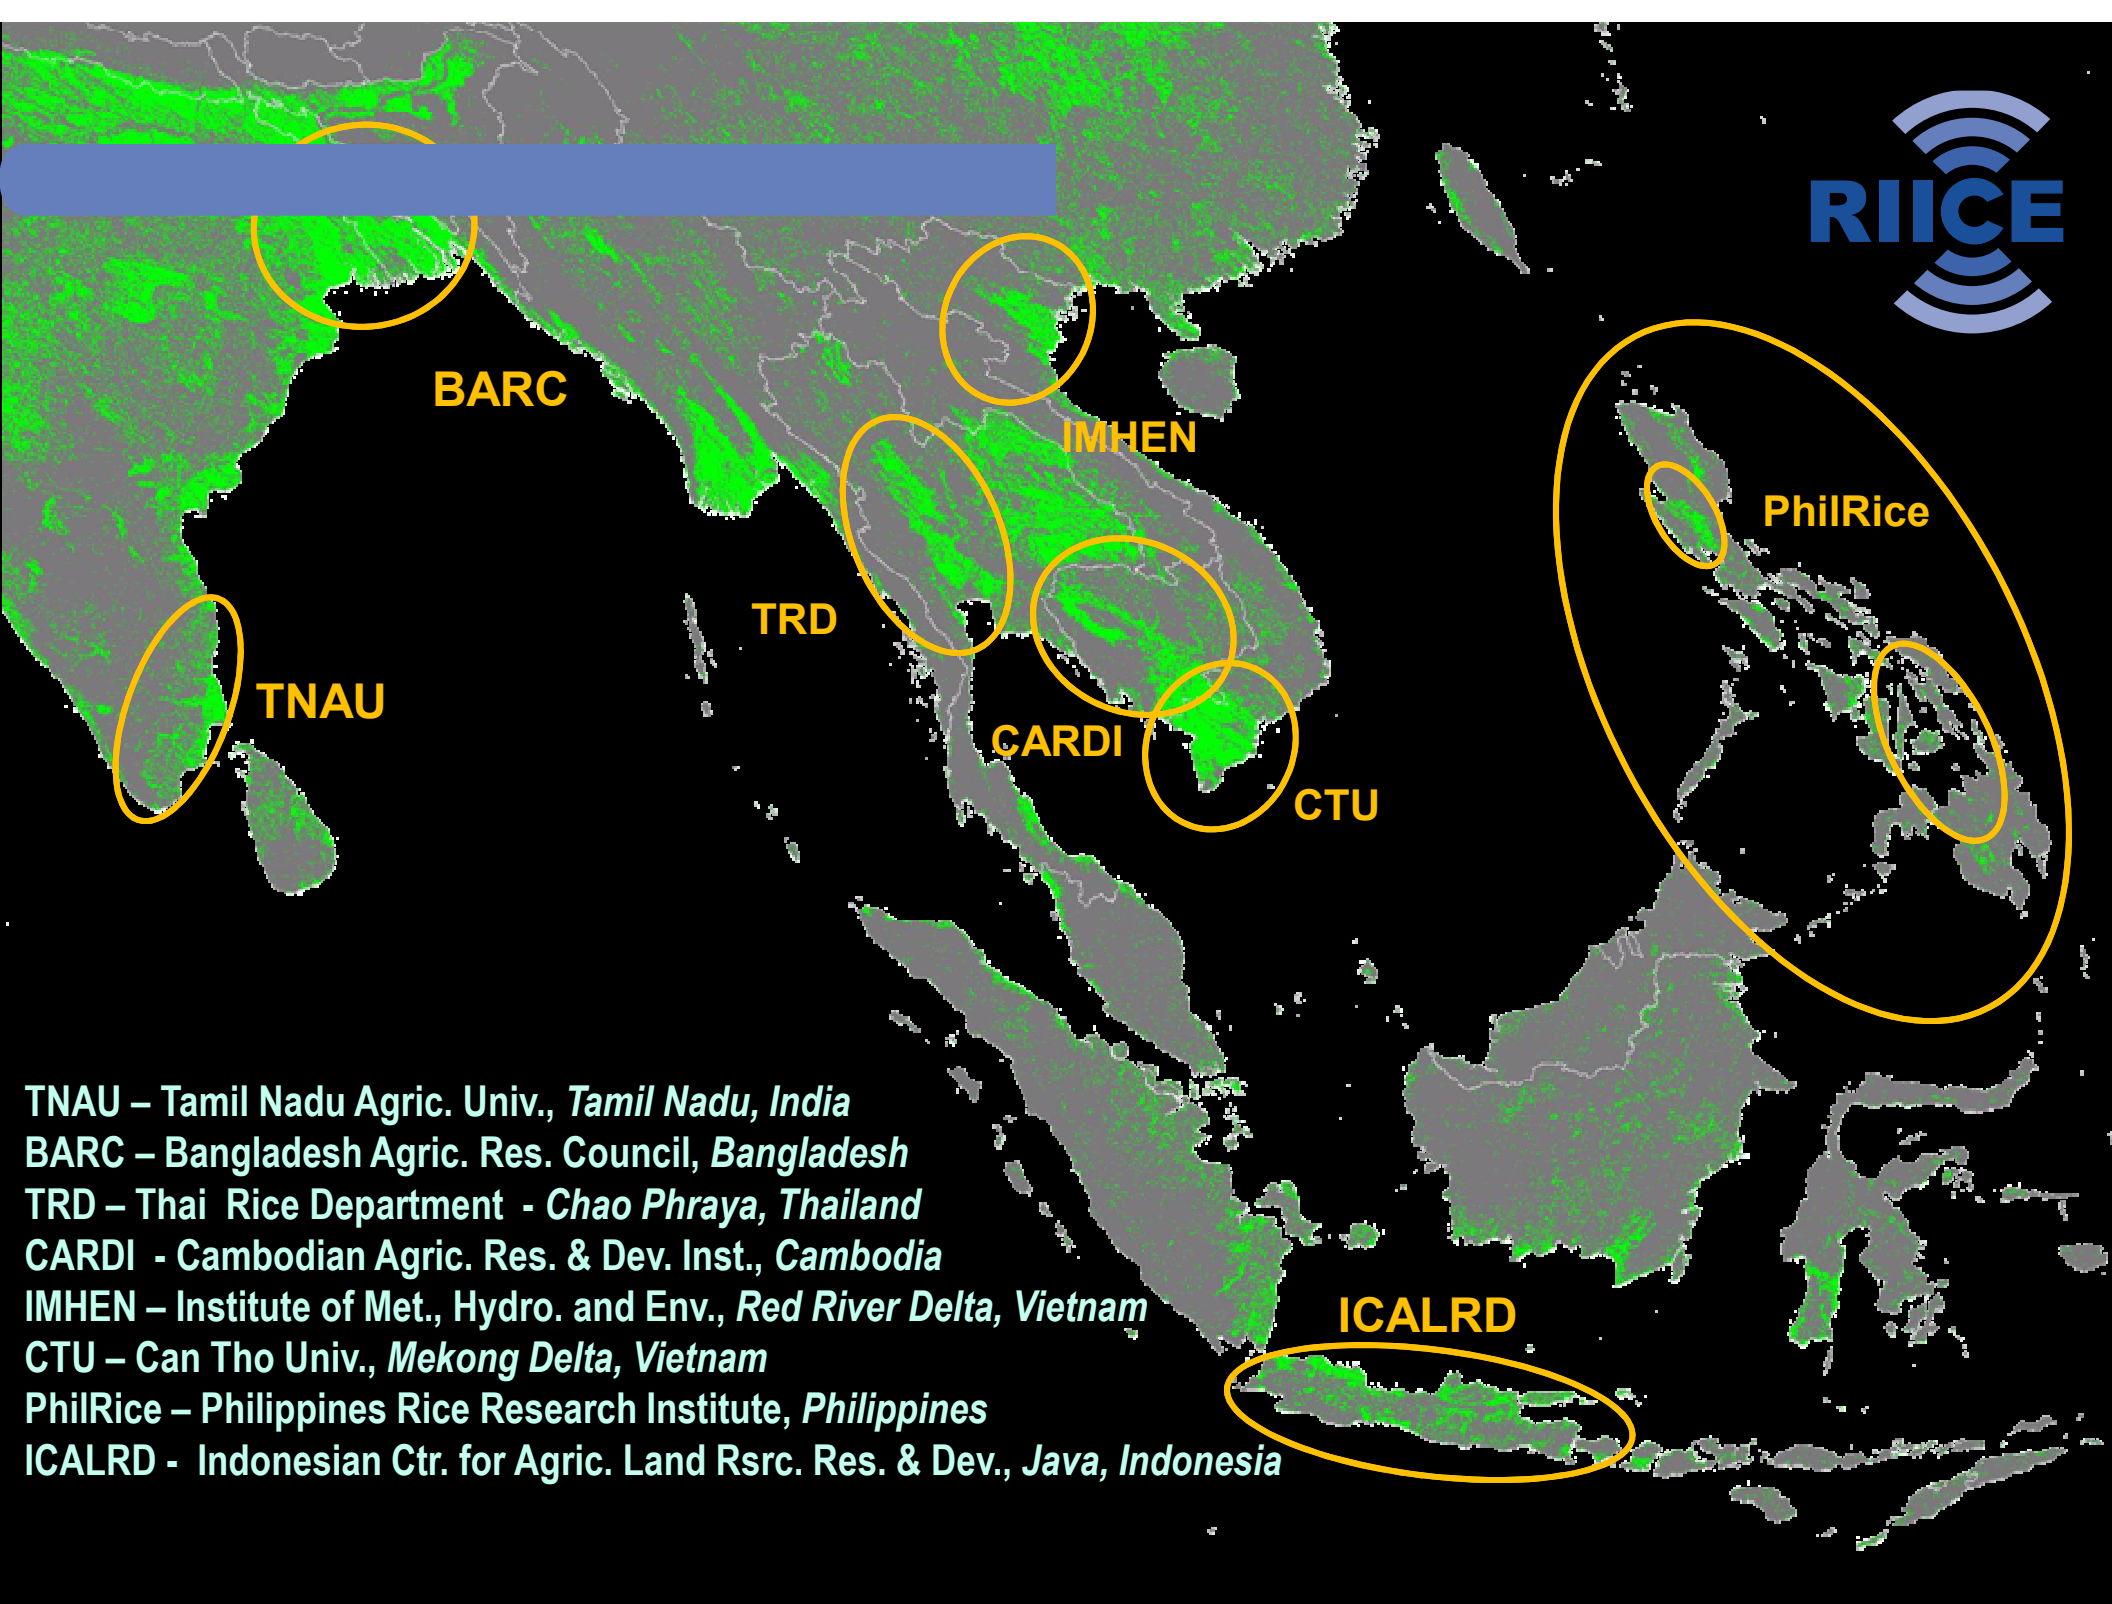 RIICE
BARC
IMHEN
PhilRice
TRD
TNAU
CARDI
CTU
ICALRD
TNAU – Tamil Nadu Agric. Univ., Tamil Nadu, India
BARC – Bangladesh Agric. Res. Council, Bangladesh
TRD – Thai  Rice Department  - Chao Phraya, Thailand
CARDI  - Cambodian Agric. Res. & Dev. Inst., Cambodia
IMHEN – Institute of Met., Hydro. and Env., Red River Delta, Vietnam
CTU – Can Tho Univ., Mekong Delta, Vietnam
PhilRice – Philippines Rice Research Institute, Philippines
ICALRD -  Indonesian Ctr. for Agric. Land Rsrc. Res. & Dev., Java, Indonesia